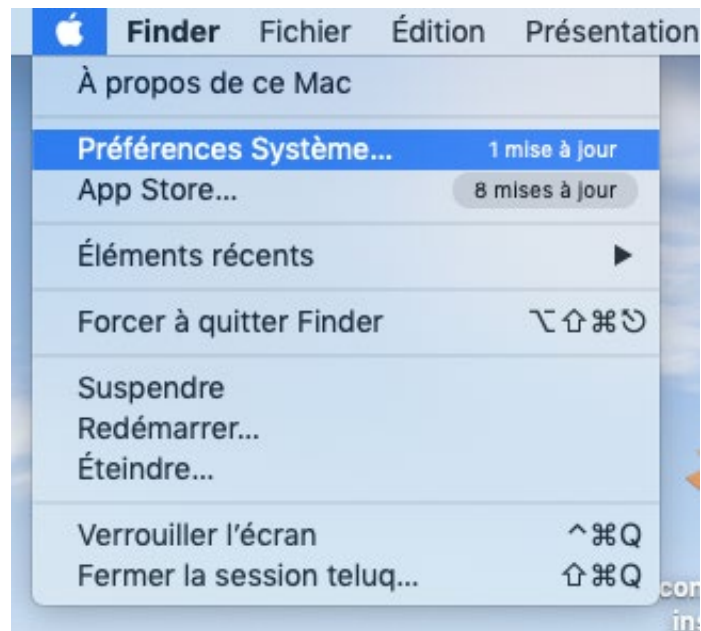 Finder Fichier Édition Présentation
À propos de ce Mac
Préférences Système... 1 mise à jour
App Store... 8 mises à jour
Éléments récents ▶
Forcer à quitter Finder ⌥⇧⌘⎋
Suspendre
Redémarrer...
Éteindre...
Verrouiller l'écran ^⌘Q
Fermer la session teluq... ⇧⌘Q